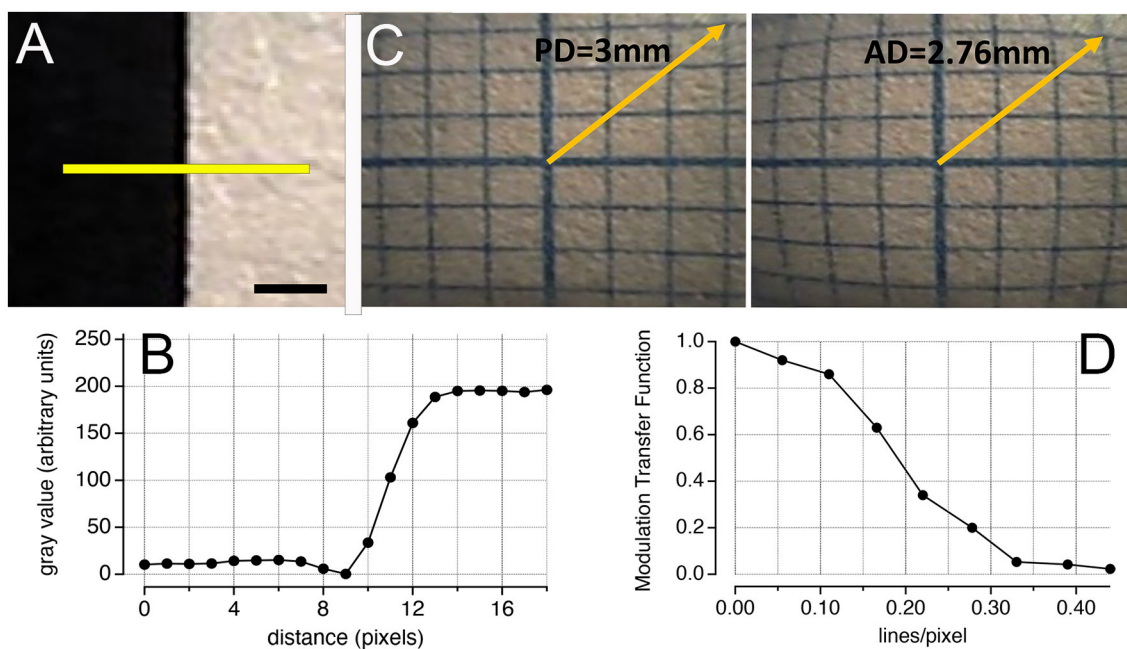 A
C
PD=3mm
AD=2.76mm
B
gray value (arbitrary units)
250
200
150
100
50
0
0
4
8
12
16
distance (pixels)
D
Modulation Transfer Function
1.0
0.8
0.6
0.4
0.2
0.0
0.00
0.10
0.20
0.30
0.40
lines/pixel